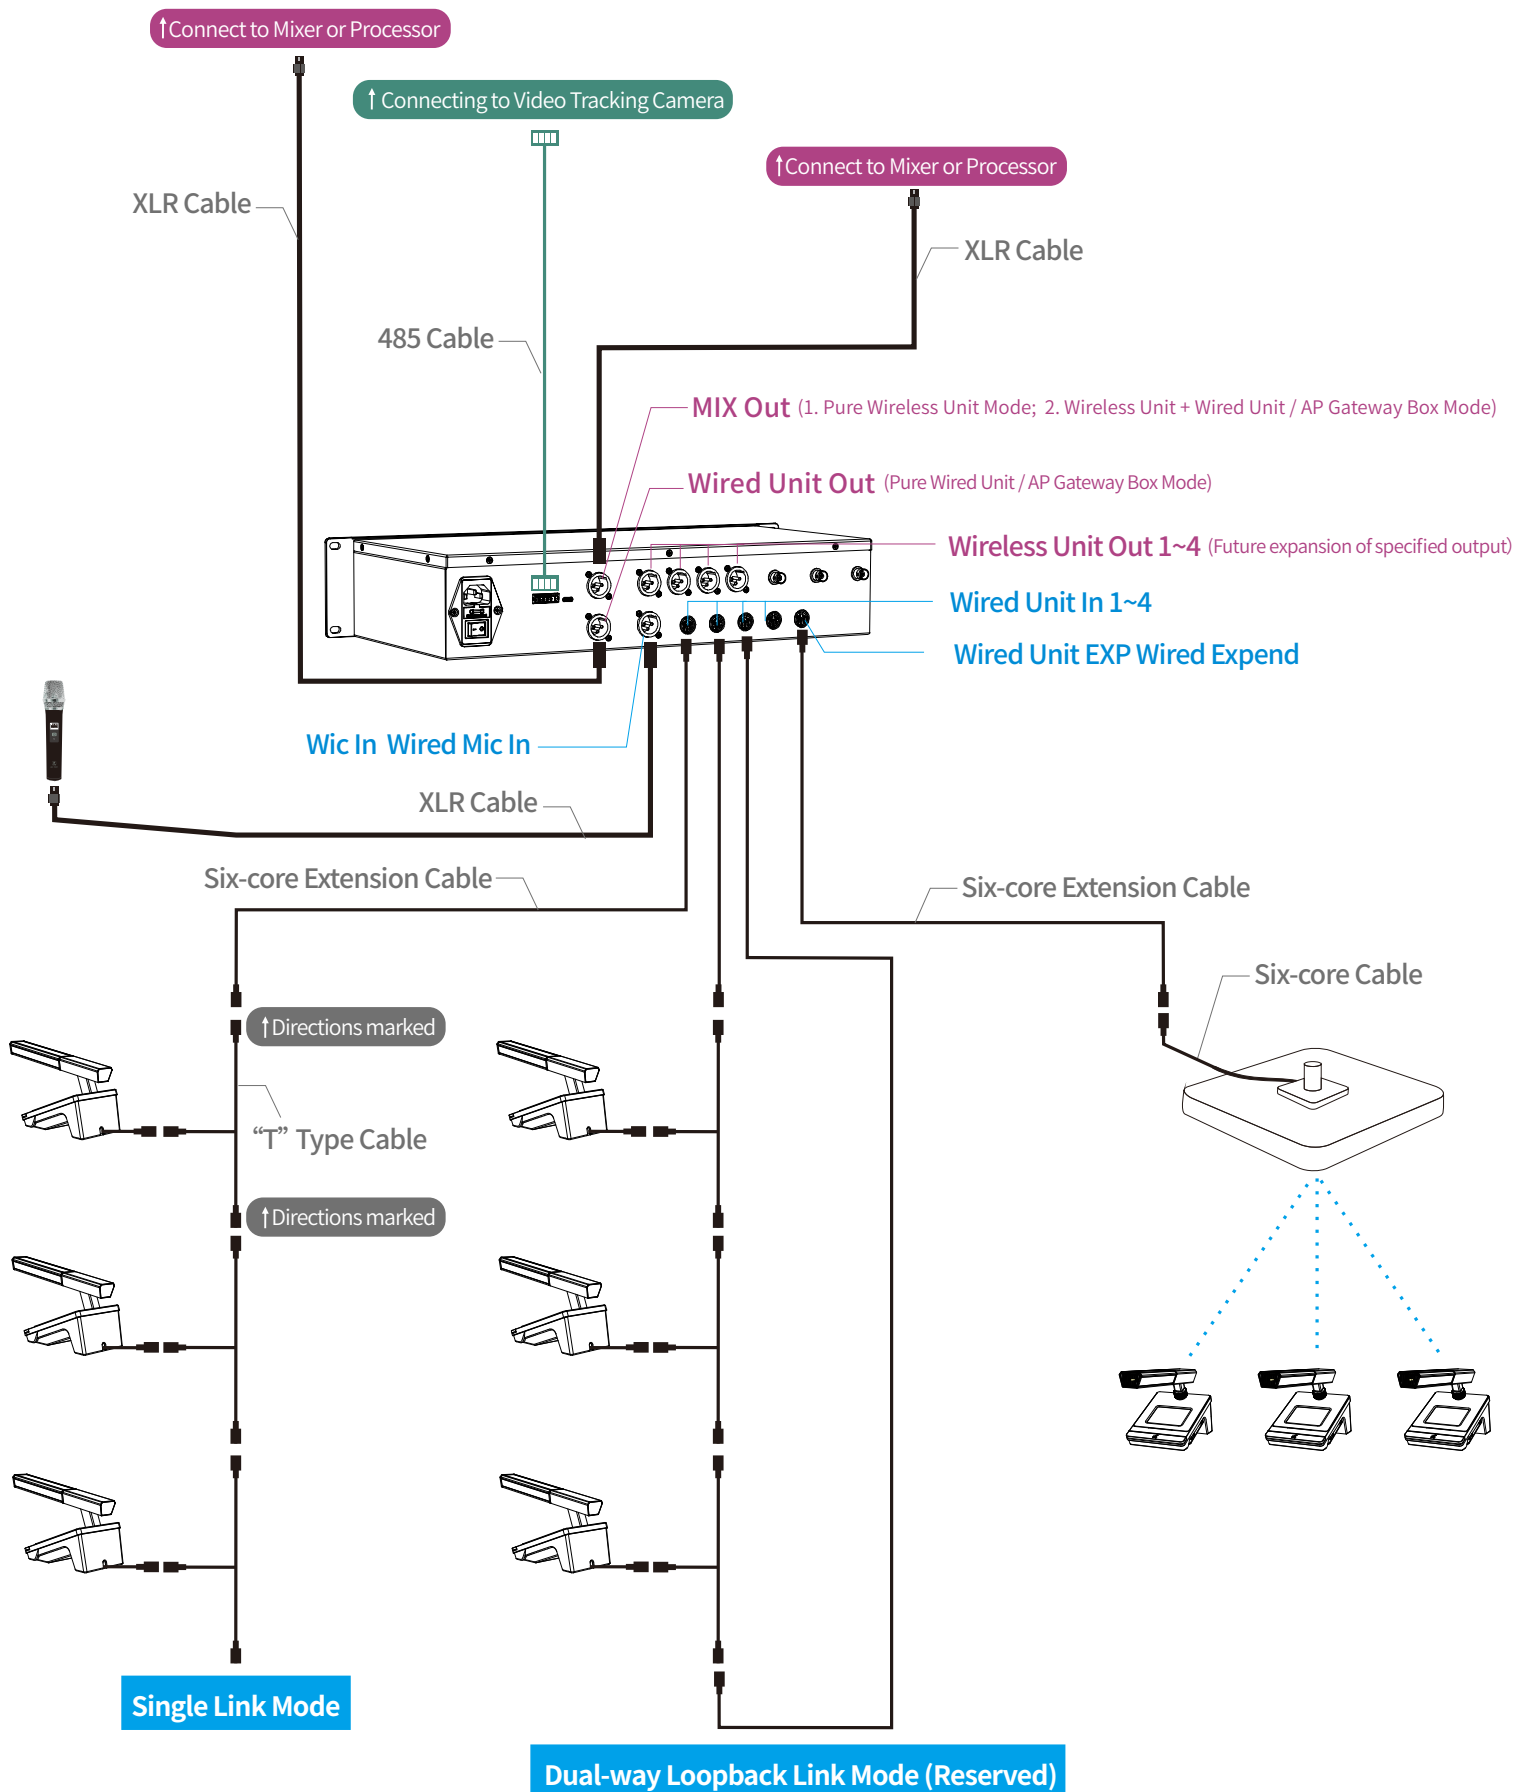 ↑Connect to Mixer or Processor
↑ Connecting to Video Tracking Camera
↑Connect to Mixer or Processor
XLR Cable
XLR Cable
485 Cable
MIX Out (1. Pure Wireless Unit Mode; 2. Wireless Unit + Wired Unit / AP Gateway Box Mode)
Wired Unit Out (Pure Wired Unit / AP Gateway Box Mode)
Wireless Unit Out 1~4 (Future expansion of specified output)
Wired Unit In 1~4
Wired Unit EXP Wired Expend
Wic In Wired Mic In
XLR Cable
Six-core Extension Cable
Six-core Extension Cable
Six-core Cable
↑Directions marked
“T” Type Cable
↑Directions marked
Single Link Mode
Dual-way Loopback Link Mode (Reserved)